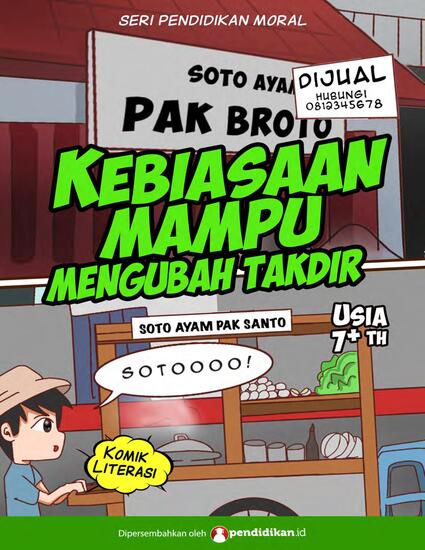 SERI PENDIDIKAN MORAL
SOTO AYAM
PAK BROTO
DIJUAL
HUBUNGI
0812345678
KEBIASAAN
MAMPU
MENGUBAH TAKDIR
USIA
7+ TH
SOTO AYAM PAK SANTO
SOTOOOO!
KOMIK
LITERASI
Dipersembahkan oleh pendidikan.id